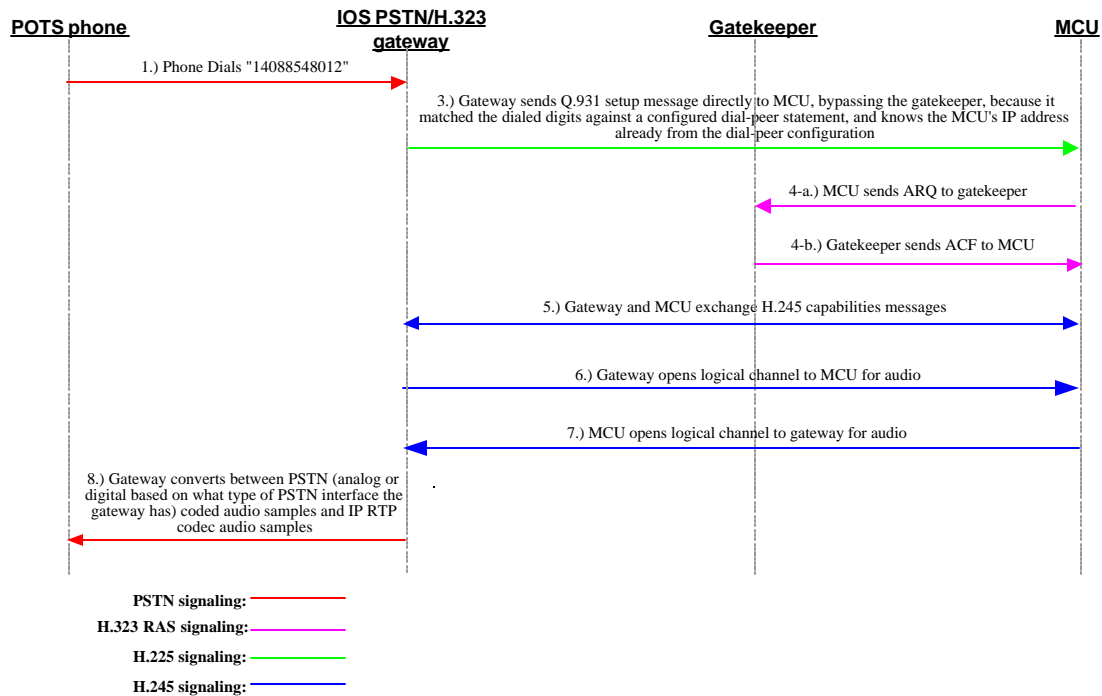 POTS phone
IOS PSTN/H.323
gateway
Gatekeeper
MCU
1.) Phone Dials "14088548012"
3.) Gateway sends Q.931 setup message directly to MCU, bypassing the gatekeeper, because it
matched the dialed digits against a configured dial-peer statement, and knows the MCU's IP address
already from the dial-peer configuration
4-a.) MCU sends ARQ to gatekeeper
4-b.) Gatekeeper sends ACF to MCU
5.) Gateway and MCU exchange H.245 capabilities messages
6.) Gateway opens logical channel to MCU for audio
7.) MCU opens logical channel to gateway for audio
8.) Gateway converts between PSTN (analog or
digital based on what type of PSTN interface the
gateway has) coded audio samples and IP RTP
codec audio samples
.
PSTN signaling:
H.323 RAS signaling:
H.225 signaling:
H.245 signaling: